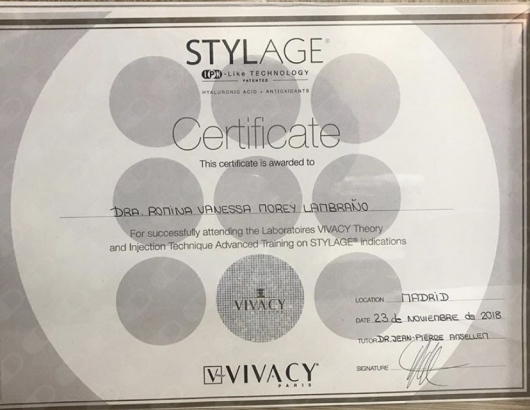 STYLAGE®
IPN-Like TECHNOLOGY
PATENTED
HYALURONIC ACID + ANTIOXIDANTS
Certificate
This certificate is awarded to
DRA. ROMINA VANESSA MOREY LAMBRAÑO
For successfully attending the Laboratoires VIVACY Theory
and Injection Technique Advanced Training on STYLAGE® indications
VIVACY
LOCATION MADRID
DATE 23 de NOVIEMBRE de 2018
TUTOR DR. JEAN-PIERRE ANSELLEM
SIGNATURE
VIVACY
PARIS